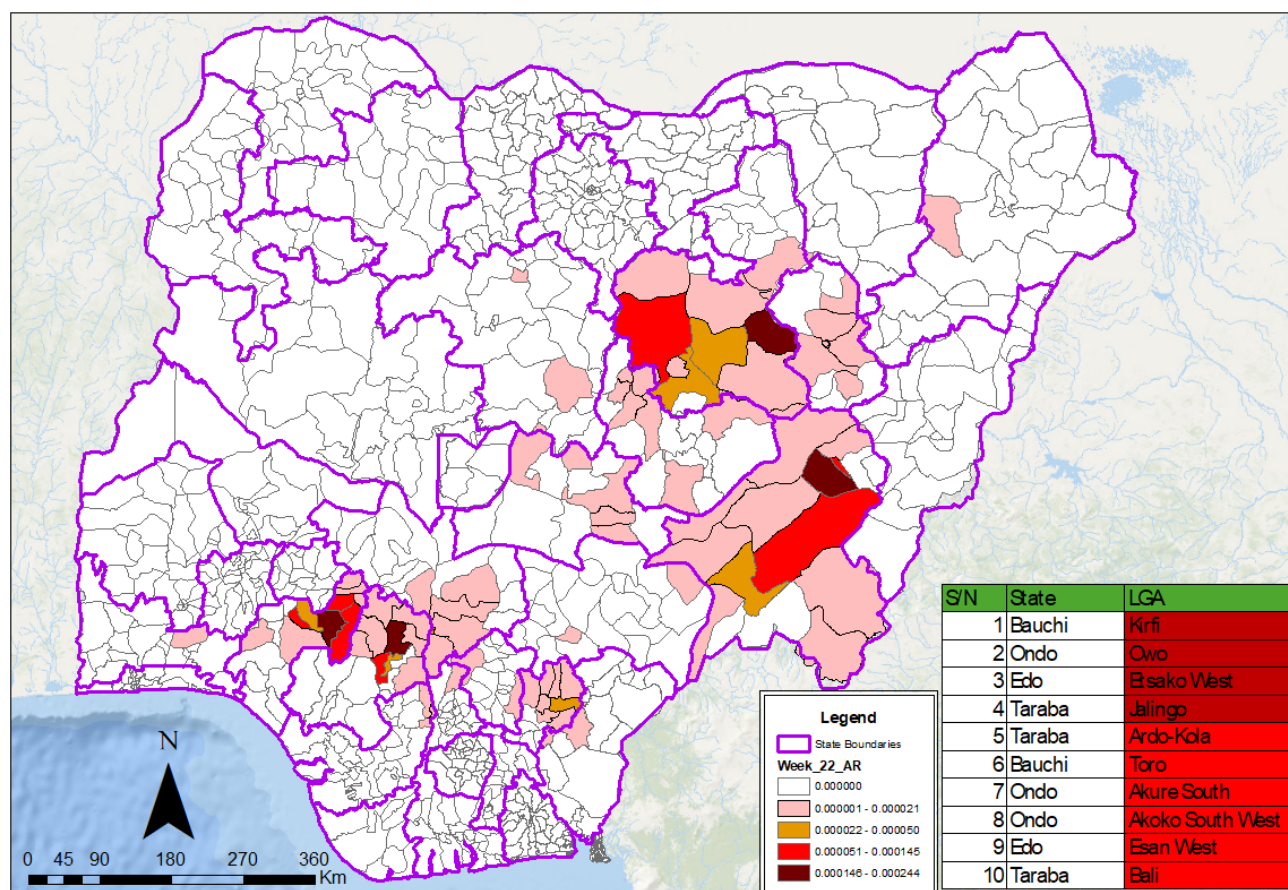 N
0 45 90 180 270 360
Km
Legend
State Boundaries
Week_22_AR
0.000000
0.000001 - 0.000021
0.000022 - 0.000050
0.000051 - 0.000145
0.000146 - 0.000244
S/N State LGA
1 Bauchi Kirfi
2 Ondo Owo
3 Edo Etsako West
4 Taraba Jalingo
5 Taraba Ardo-Kola
6 Bauchi Toro
7 Ondo Akure South
8 Ondo Akoko South West
9 Edo Esan West
10 Taraba Bali